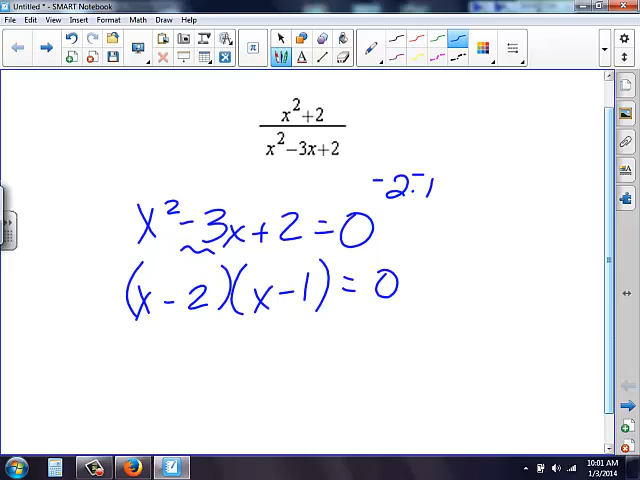 Untitled * - SMART Notebook
File Edit View Insert Format Math Draw Help
x²+2
x²−3x+2
-2·-1
x² - 3x + 2 = 0
(x - 2)(x - 1) = 0
10:01 AM
1/3/2014